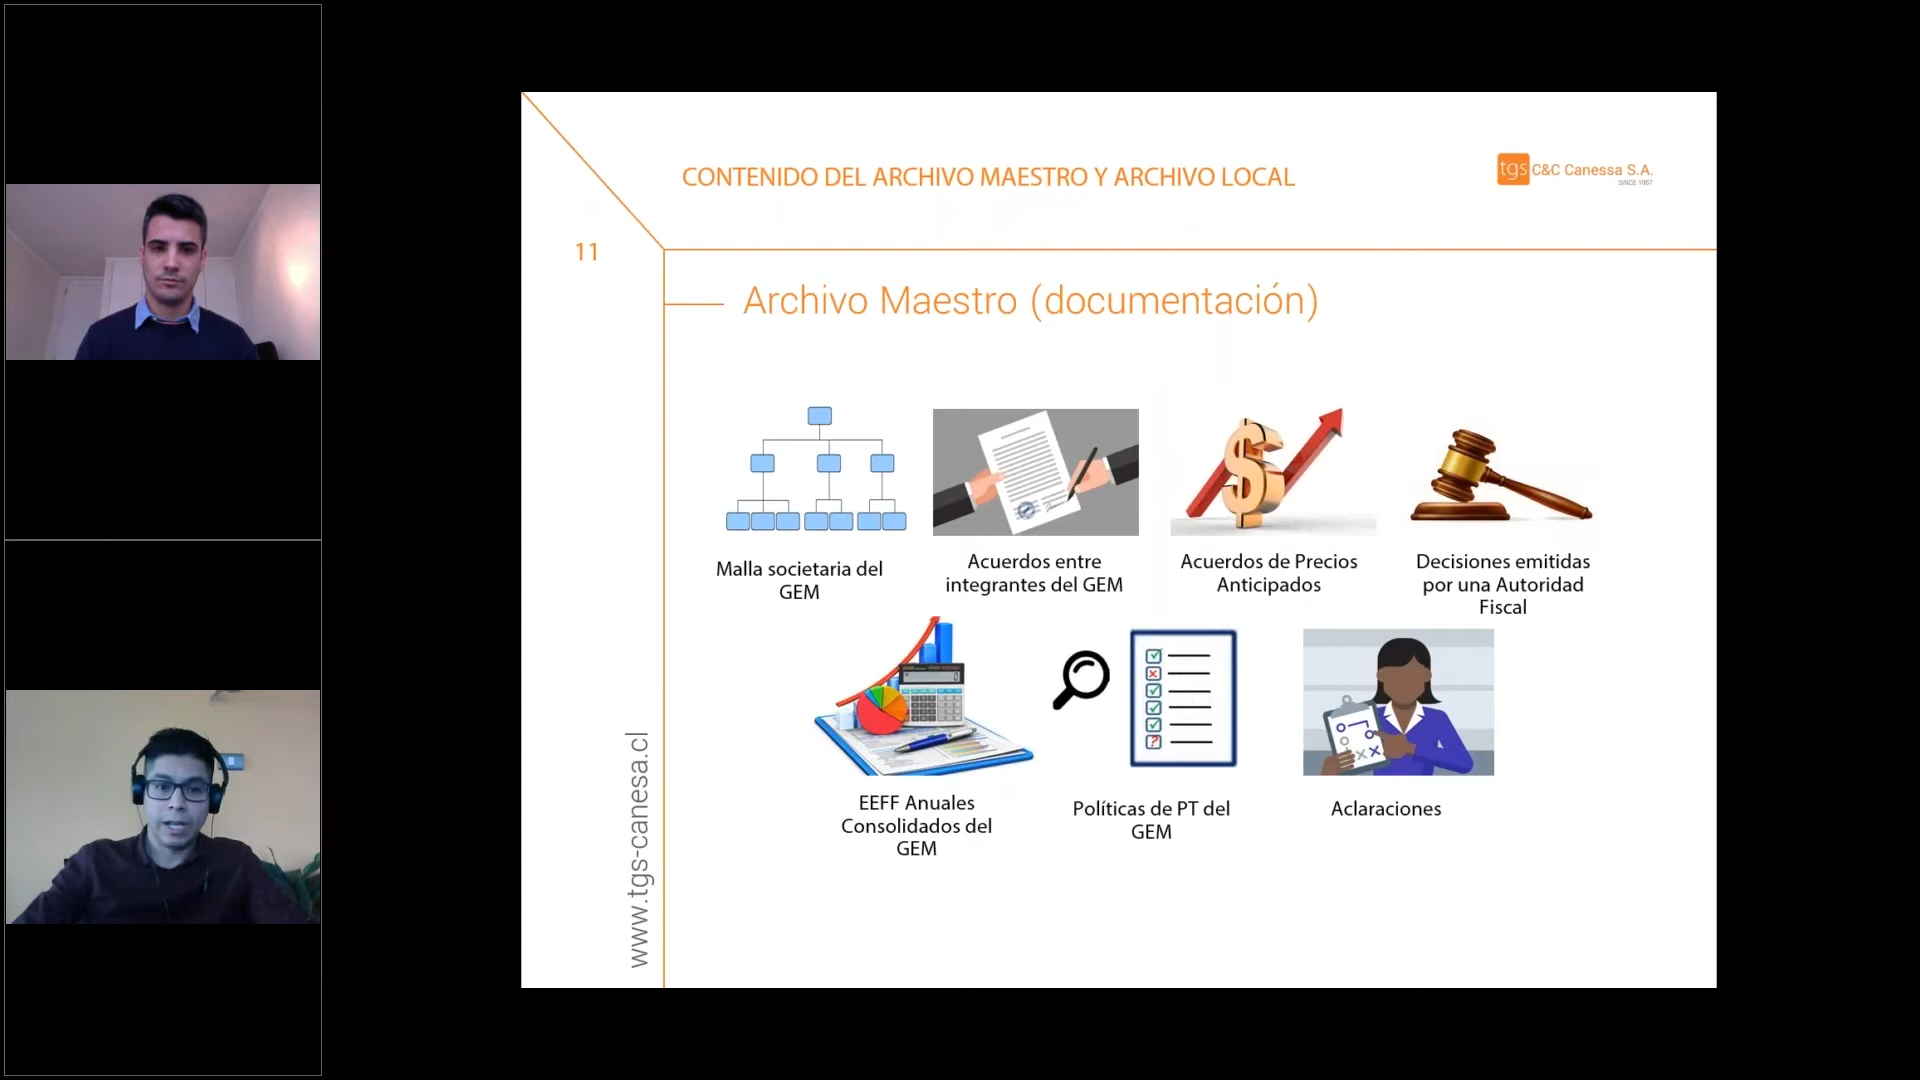 CONTENIDO DEL ARCHIVO MAESTRO Y ARCHIVO LOCAL
tgs C&C Canessa S.A.
SINCE 1957
11
Archivo Maestro (documentación)
Malla societaria del
GEM
Acuerdos entre
integrantes del GEM
Acuerdos de Precios
Anticipados
Decisiones emitidas
por una Autoridad
Fiscal
EEFF Anuales
Consolidados del
GEM
Políticas de PT del
GEM
Aclaraciones
www.tgs-canesa.cl